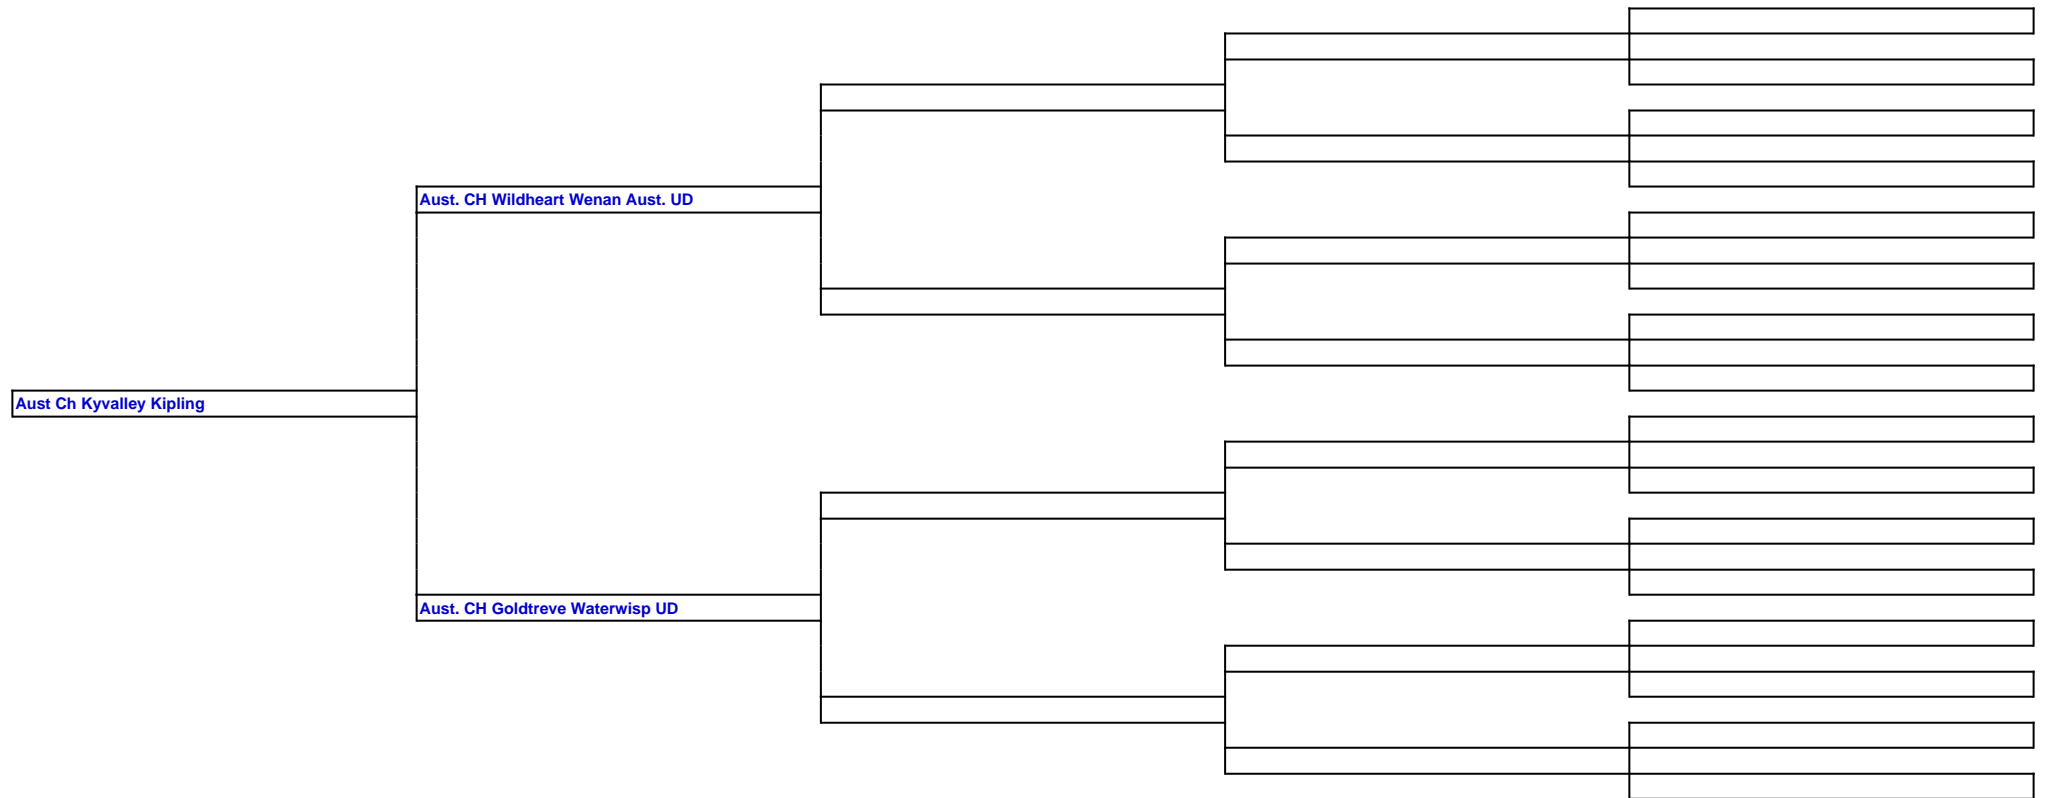 Aust. CH Wildheart Wenan Aust. UD
Aust Ch Kyvalley Kipling
Aust. CH Goldtreve Waterwisp UD